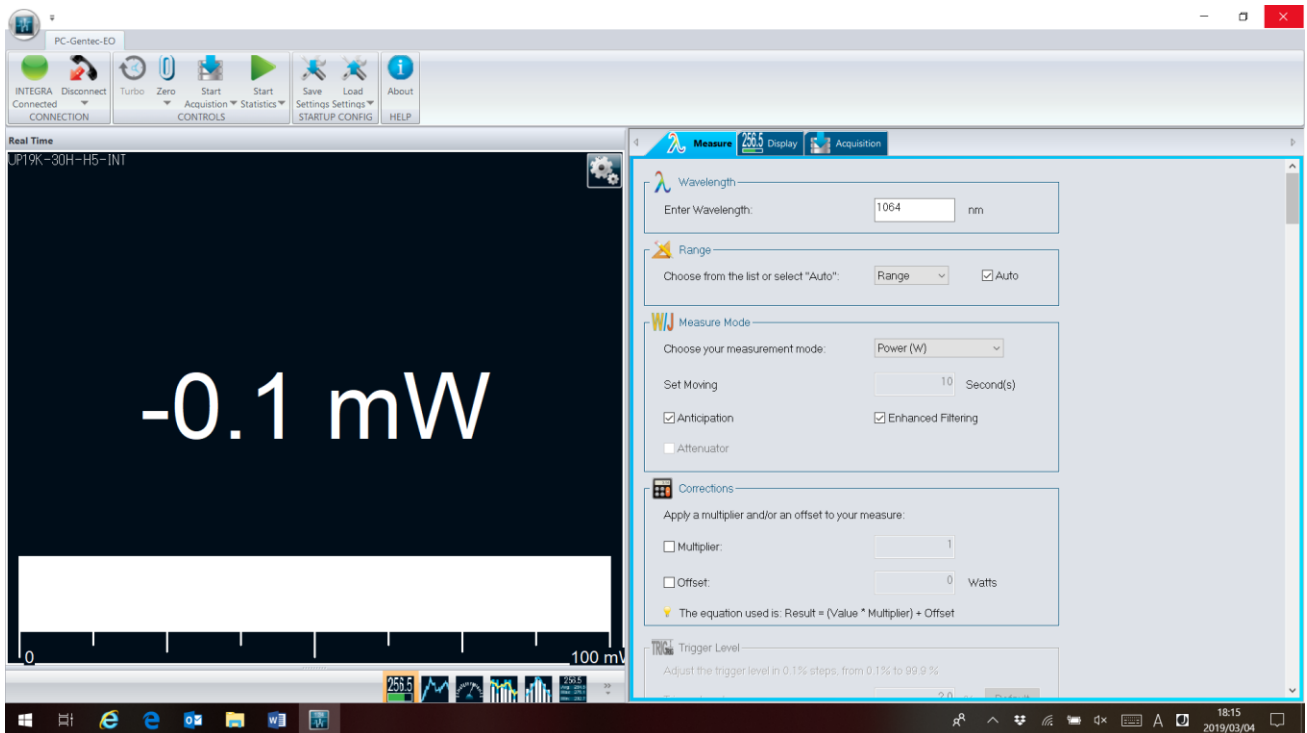 PC-Gentec-EO
INTEGRA Connected
Disconnect
Turbo
Zero
Start Acquistion
Start Statistics
Save Settings
Load Settings
About
CONNECTION
CONTROLS
STARTUP CONFIG
HELP
Real Time
UP19K-30H-H5-INT
-0.1 mW
0
100 mW
256.5
Measure
256.5 Display
Acquisition
Wavelength
Enter Wavelength: 1064 nm
Range
Choose from the list or select "Auto": Range Auto
W/J Measure Mode
Choose your measurement mode: Power (W)
Set Moving 10 Second(s)
Anticipation Enhanced Filtering
Attenuator
Corrections
Apply a multiplier and/or an offset to your measure:
Multiplier: 1
Offset: 0 Watts
The equation used is: Result = (Value * Multiplier) + Offset
TRIG Trigger Level
Adjust the trigger level in 0.1% steps, from 0.1% to 99.9 %
2.0 Default
18:15
2019/03/04